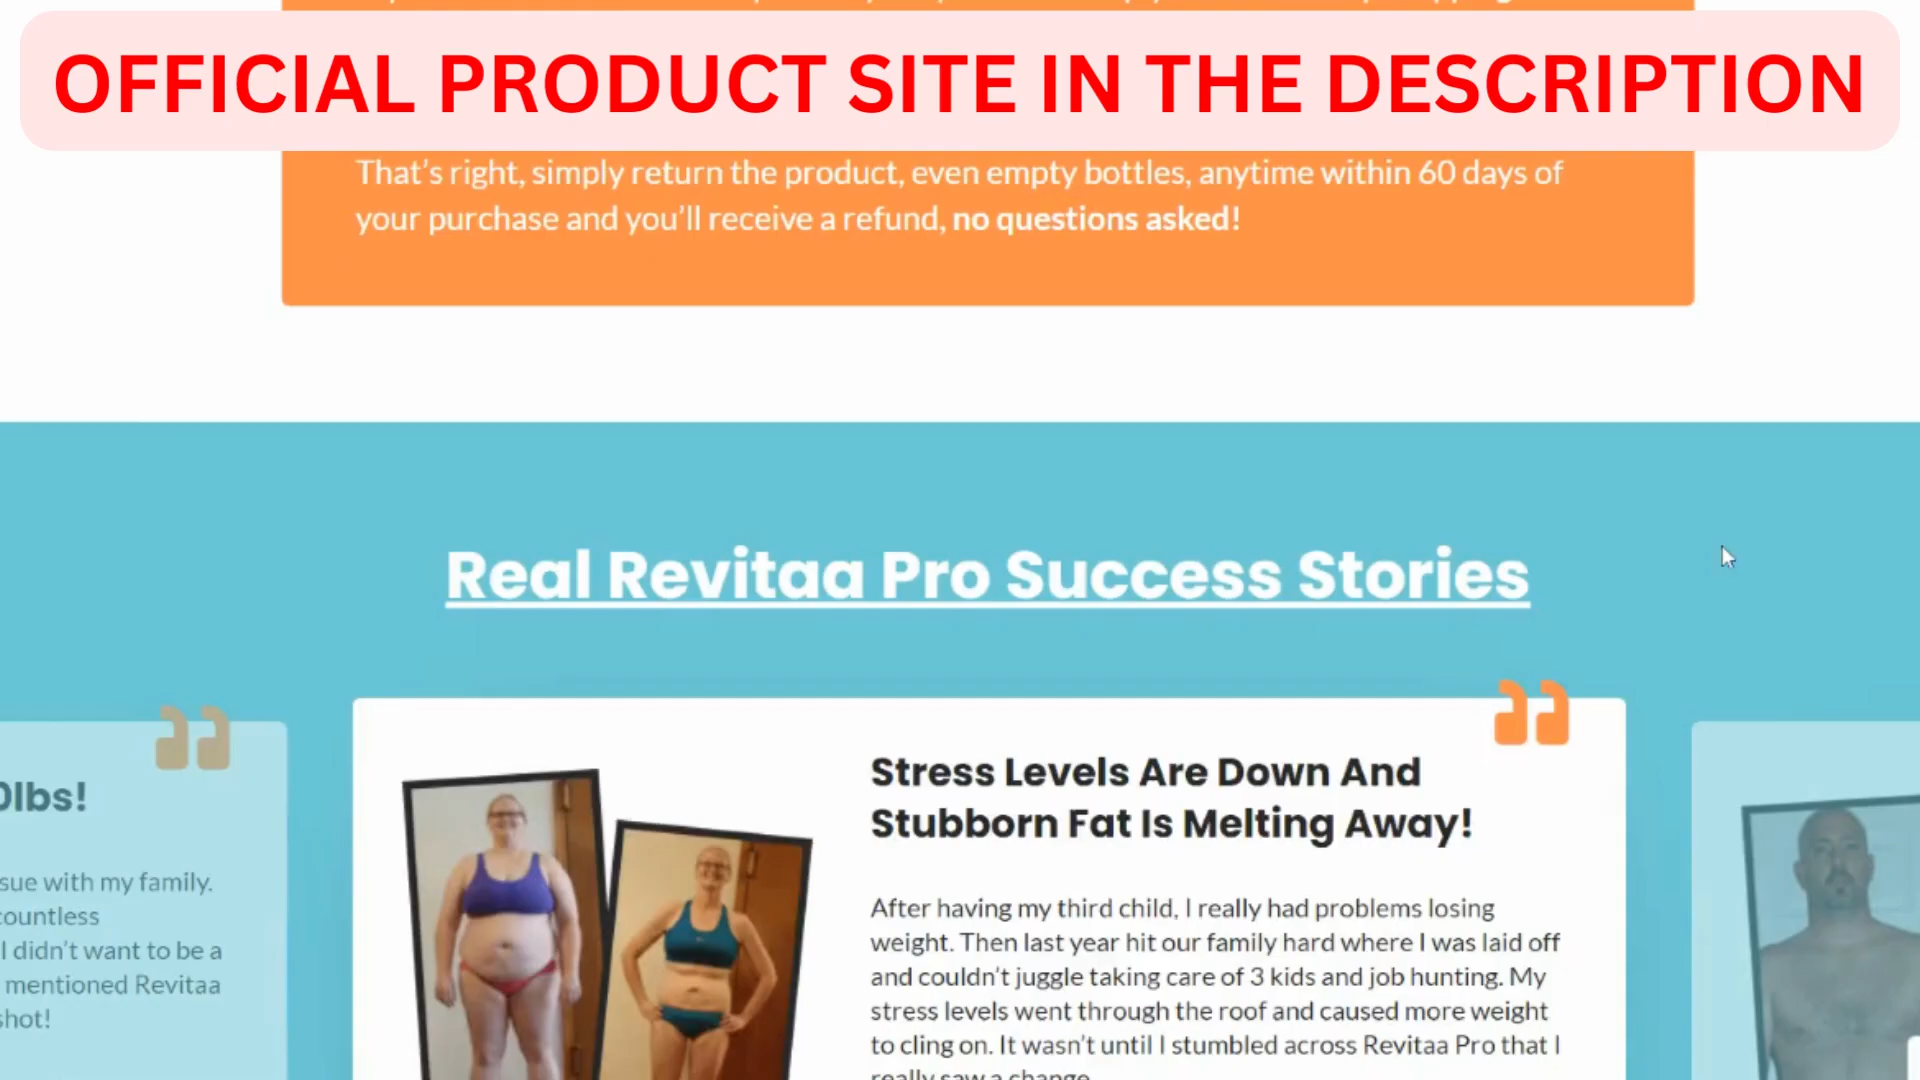 OFFICIAL PRODUCT SITE IN THE DESCRIPTION
That's right, simply return the product, even empty bottles, anytime within 60 days of
your purchase and you'll receive a refund, no questions asked!
Real Revitaa Pro Success Stories
0lbs!
sue with my family.
countless
I didn't want to be a
mentioned Revitaa
shot!
Stress Levels Are Down And
Stubborn Fat Is Melting Away!
After having my third child, I really had problems losing
weight. Then last year hit our family hard where I was laid off
and couldn't juggle taking care of 3 kids and job hunting. My
stress levels went through the roof and caused more weight
to cling on. It wasn't until I stumbled across Revitaa Pro that I
really saw a change